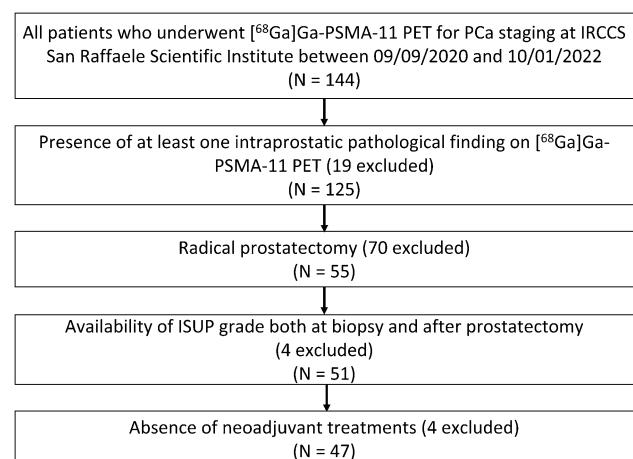 All patients who underwent [⁶⁸Ga]Ga-PSMA-11 PET for PCa staging at IRCCS
San Raffaele Scientific Institute between 09/09/2020 and 10/01/2022
(N = 144)
Presence of at least one intraprostatic pathological finding on [⁶⁸Ga]Ga-
PSMA-11 PET (19 excluded)
(N = 125)
Radical prostatectomy (70 excluded)
(N = 55)
Availability of ISUP grade both at biopsy and after prostatectomy
(4 excluded)
(N = 51)
Absence of neoadjuvant treatments (4 excluded)
(N = 47)